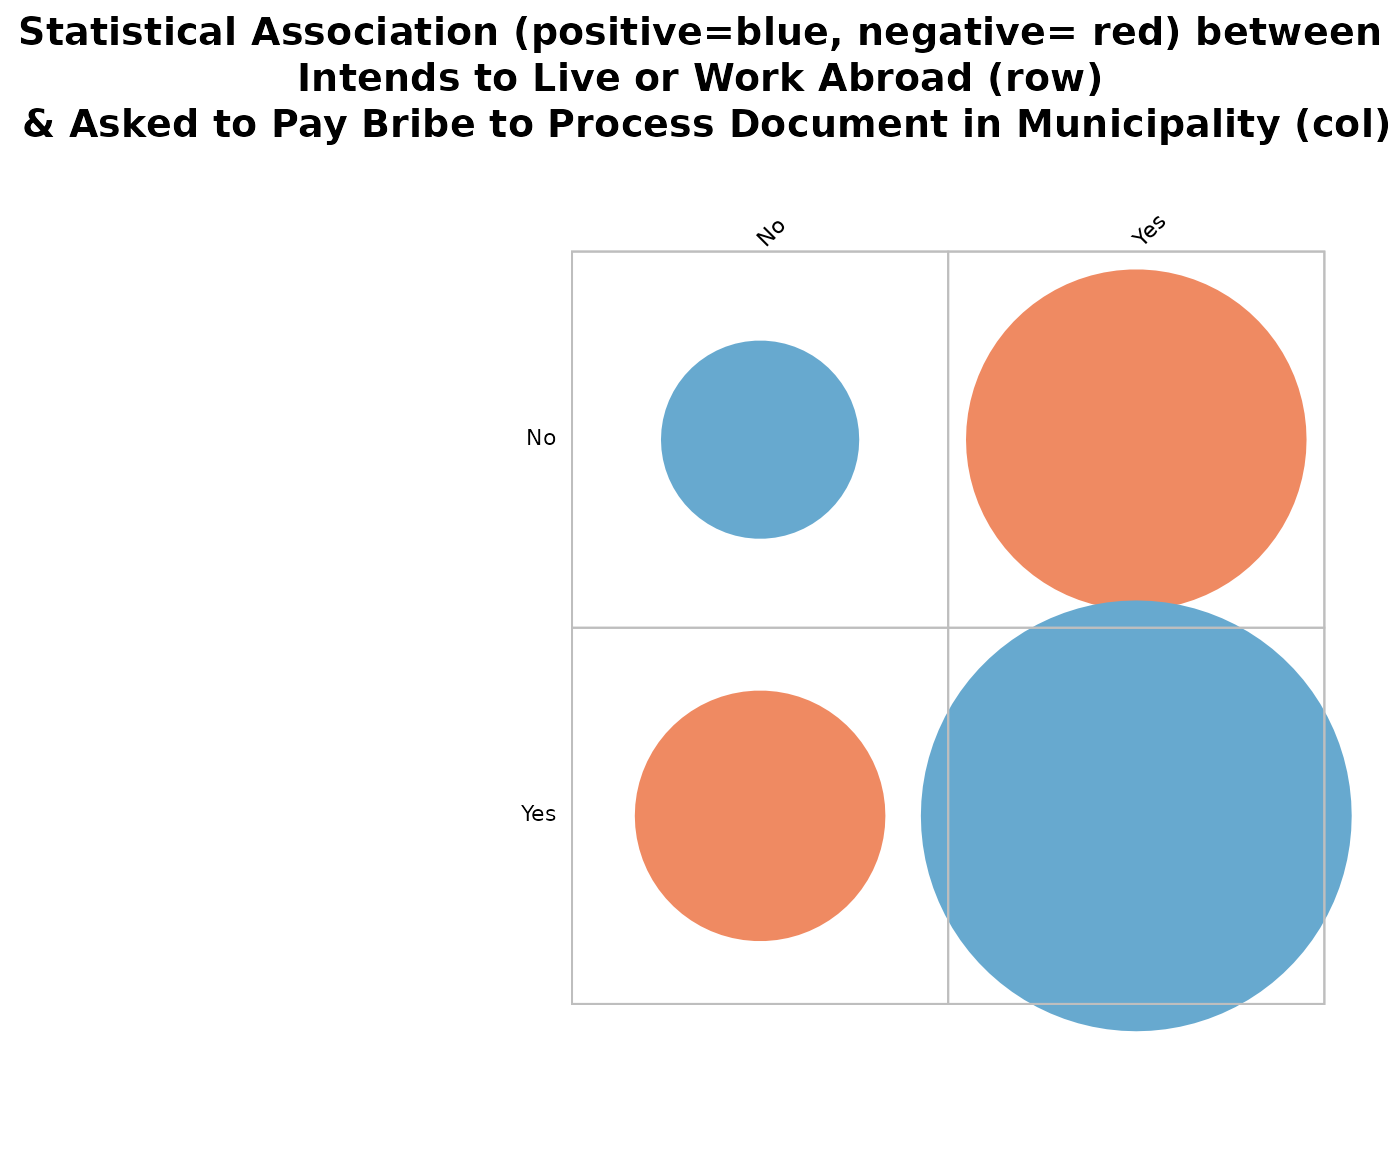 Statistical Association (positive=blue, negative= red) between
Intends to Live or Work Abroad (row)
& Asked to Pay Bribe to Process Document in Municipality (col)
No
Yes
No
Yes